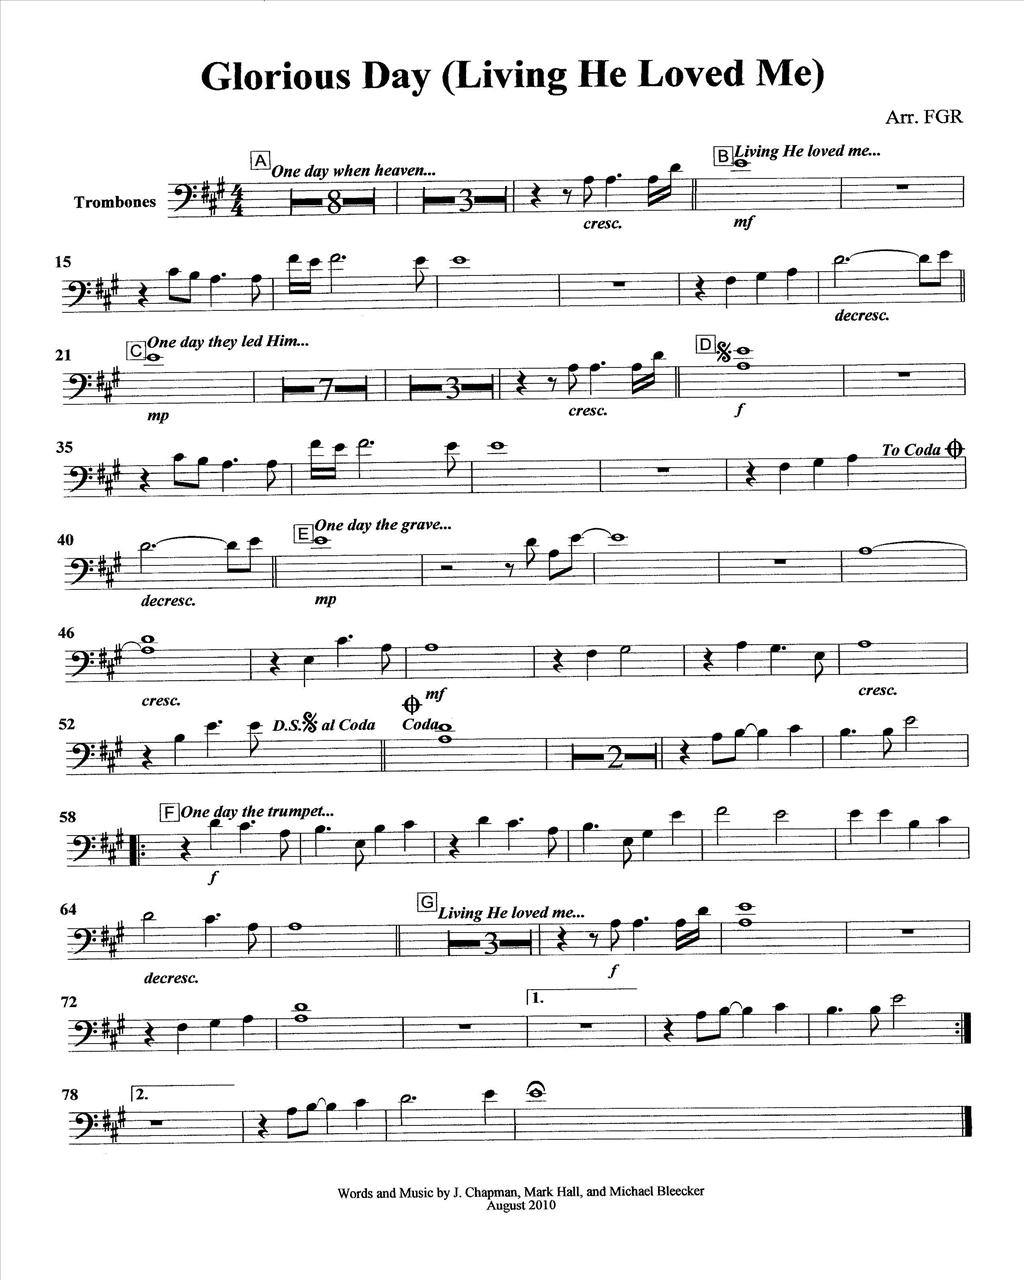 Glorious Day (Living He Loved Me)
Arr. FGR
A One day when heaven... B Living He loved me...
Trombones 4 4 8 3
cresc. mf
15
decresc.
C One day they led Him... D
21 7 3
mp cresc. f
35 To Coda
E One day the grave...
40
decresc. mp
46
cresc. mf cresc.
52 D.S. al Coda Coda 2
F One day the trumpet...
58
f
G Living He loved me...
64 3
decresc. f
72 1.
78 2.
Words and Music by J. Chapman, Mark Hall, and Michael Bleecker
August 2010